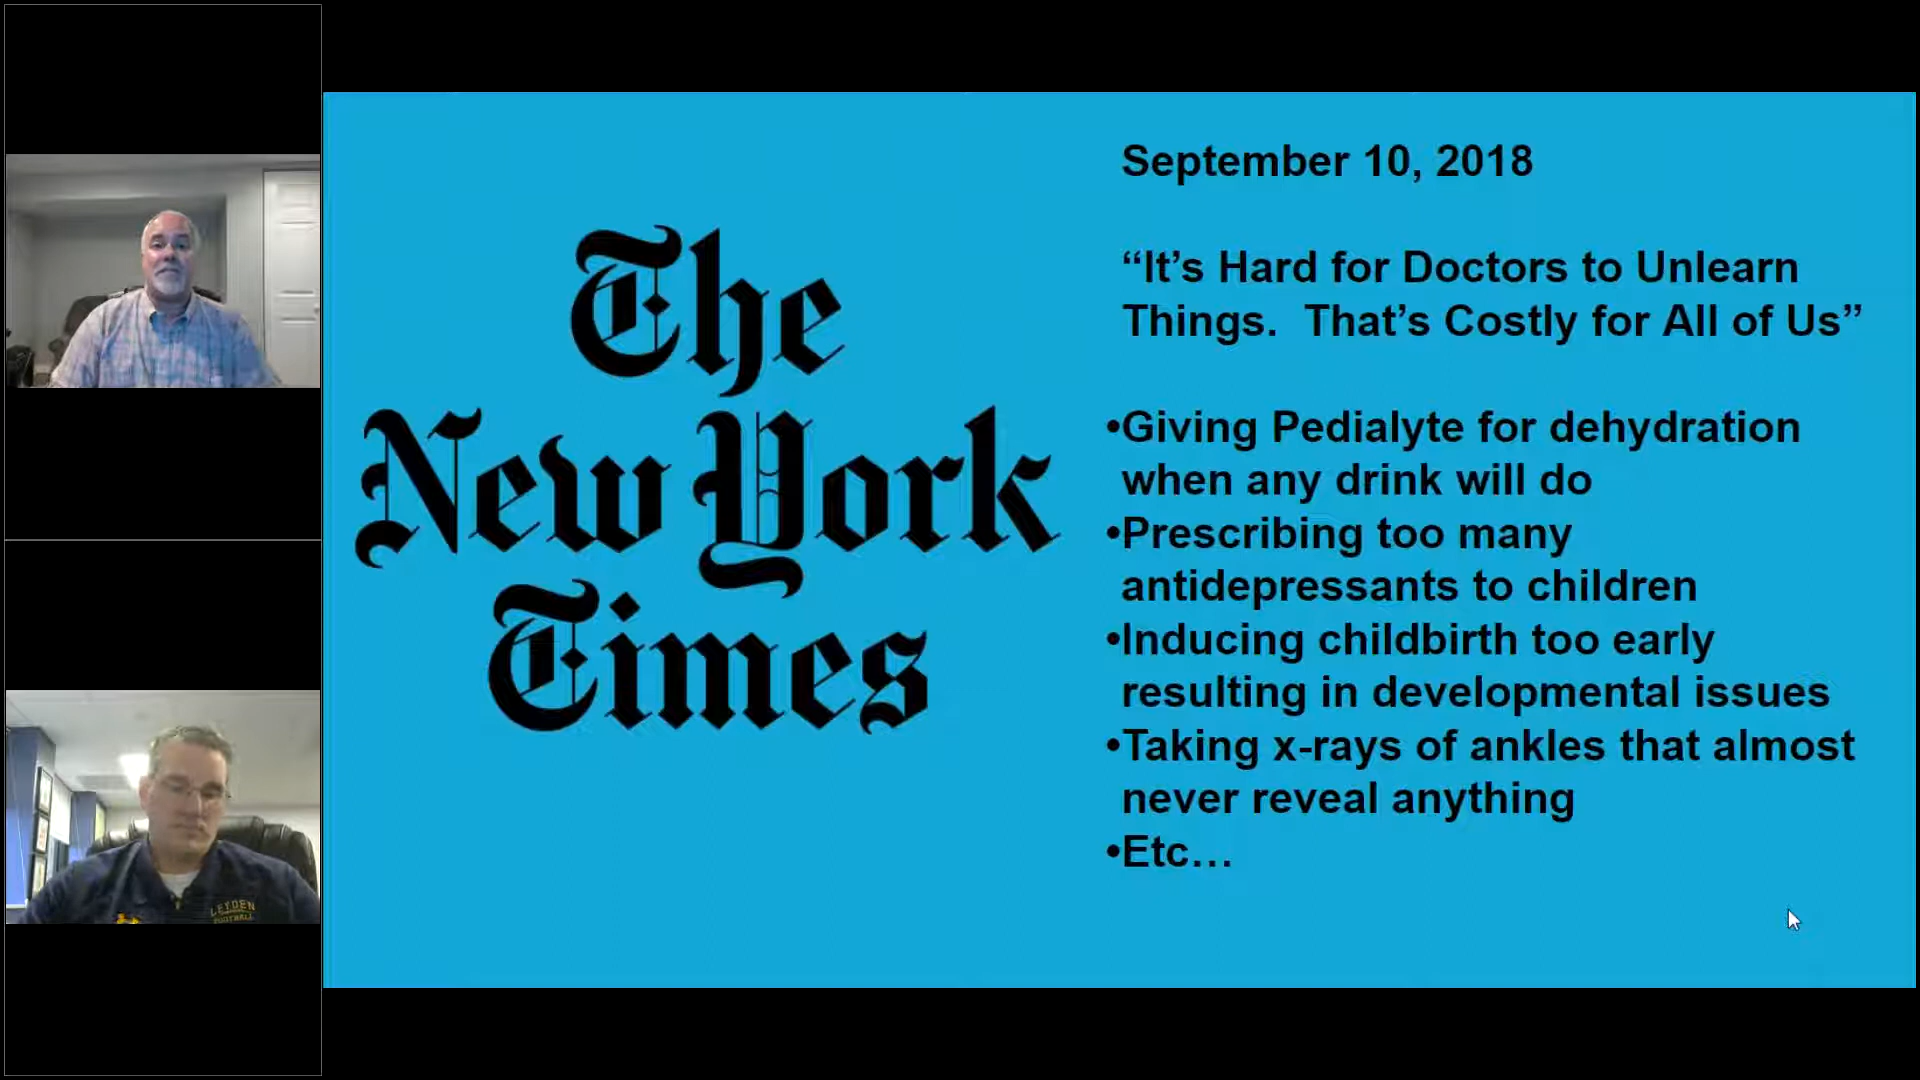 The
New York
Times
September 10, 2018
“It’s Hard for Doctors to Unlearn
Things.  That’s Costly for All of Us”
•Giving Pedialyte for dehydration
when any drink will do
•Prescribing too many
antidepressants to children
•Inducing childbirth too early
resulting in developmental issues
•Taking x-rays of ankles that almost
never reveal anything
•Etc…
LEYDEN
FOOTBALL